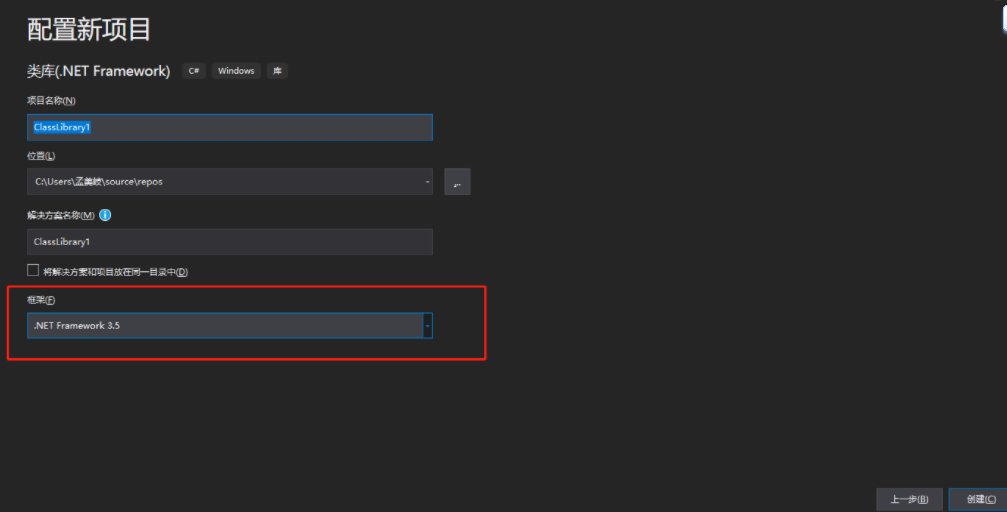 配置新项目
类库(.NET Framework) C# Windows 库
项目名称(N)
ClassLibrary1
位置(L)
C:\Users\孟美岐\source\repos
...
解决方案名称(M)
ClassLibrary1
将解决方案和项目放在同一目录中(D)
框架(F)
.NET Framework 3.5
上一步(B) 创建(C)